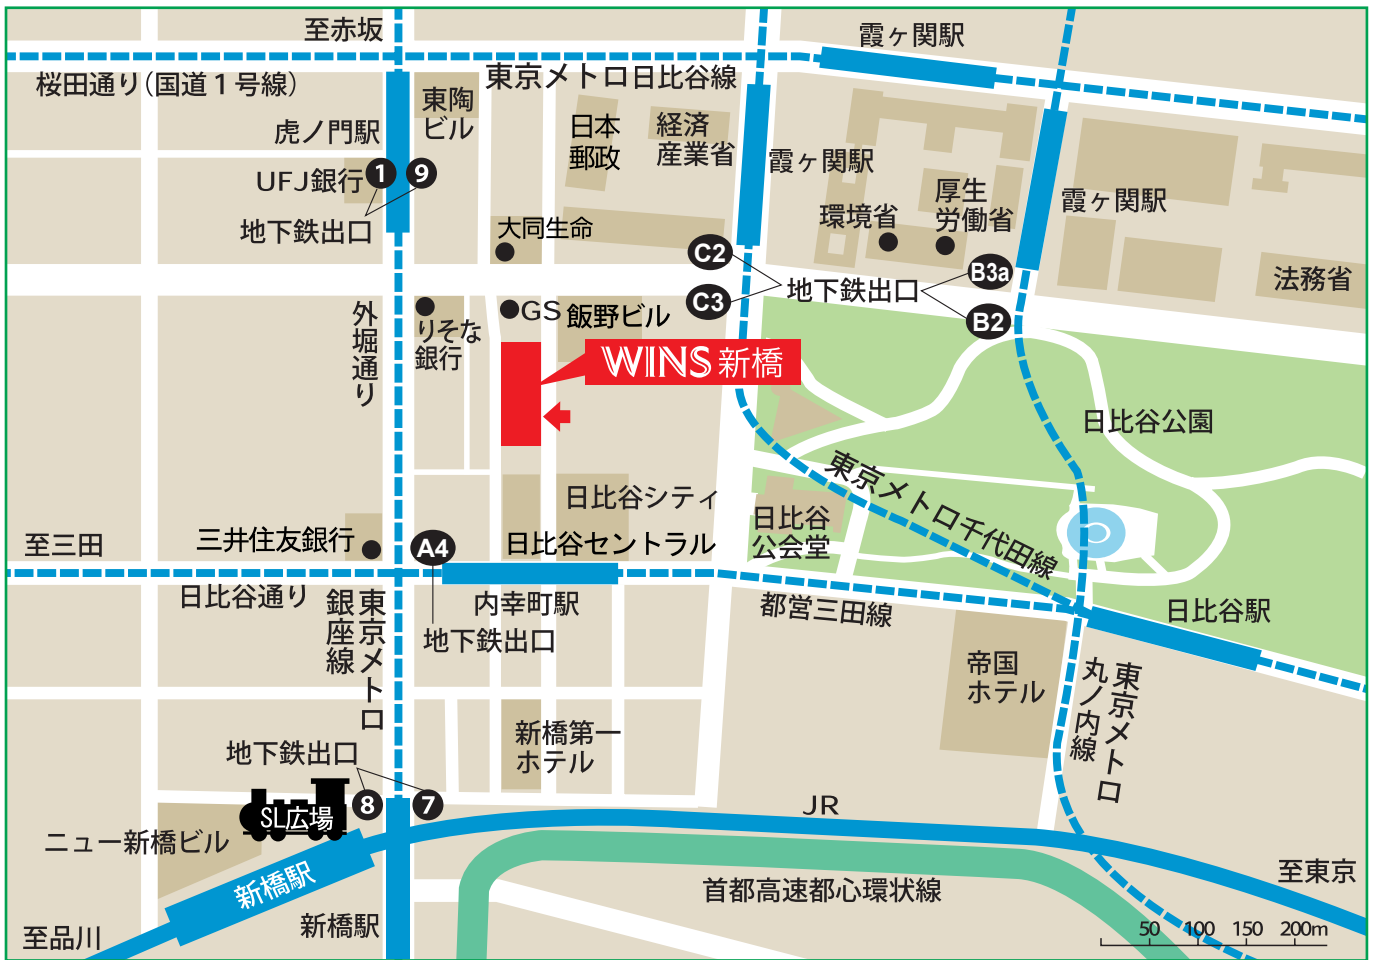 至赤坂
霞ヶ関駅
桜田通り(国道1号線)
東京メトロ日比谷線
東陶
ビル
日本
郵政
経済
産業省
虎ノ門駅
霞ヶ関駅
UFJ銀行
1
9
地下鉄出口
大同生命
環境省
厚生
労働省
霞ヶ関駅
C2
C3
地下鉄出口
B3a
B2
法務省
外堀通り
りそな
銀行
GS
飯野ビル
WINS新橋
日比谷公園
東京メトロ千代田線
日比谷シティ
日比谷
公会堂
至三田
三井住友銀行
A4
日比谷セントラル
日比谷通り
内幸町駅
地下鉄出口
都営三田線
日比谷駅
東京メトロ
銀座線
帝国
ホテル
東京メトロ
丸ノ内線
新橋第一
ホテル
地下鉄出口
8
7
SL広場
ニュー新橋ビル
JR
新橋駅
新橋駅
首都高速都心環状線
至東京
至品川
50 100 150 200m